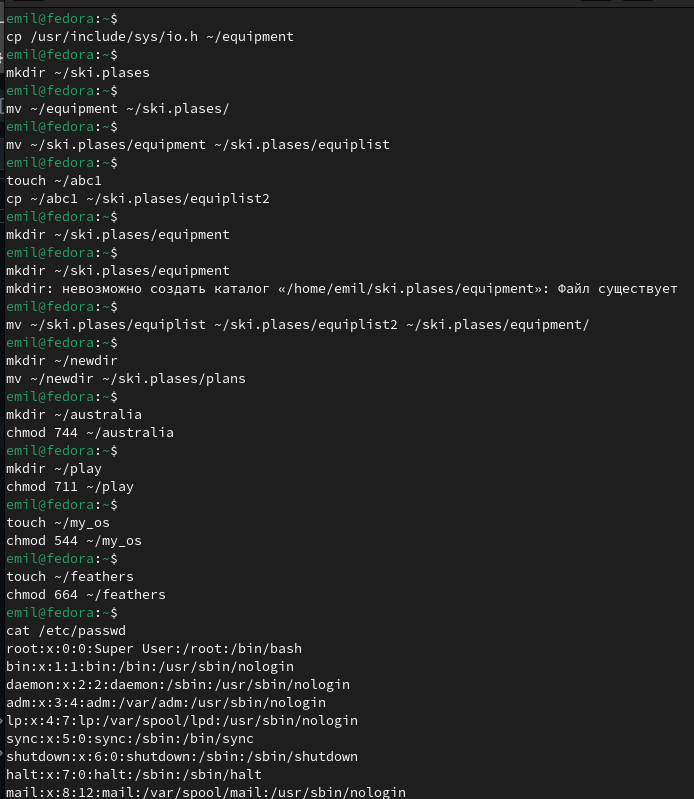 emil@fedora:~$
cp /usr/include/sys/io.h ~/equipment
emil@fedora:~$
mkdir ~/ski.plases
emil@fedora:~$
mv ~/equipment ~/ski.plases/
emil@fedora:~$
mv ~/ski.plases/equipment ~/ski.plases/equiplist
emil@fedora:~$
touch ~/abc1
cp ~/abc1 ~/ski.plases/equiplist2
emil@fedora:~$
mkdir ~/ski.plases/equipment
emil@fedora:~$
mkdir ~/ski.plases/equipment
mkdir: невозможно создать каталог «/home/emil/ski.plases/equipment»: Файл существует
emil@fedora:~$
mv ~/ski.plases/equiplist ~/ski.plases/equiplist2 ~/ski.plases/equipment/
emil@fedora:~$
mkdir ~/newdir
mv ~/newdir ~/ski.plases/plans
emil@fedora:~$
mkdir ~/australia
chmod 744 ~/australia
emil@fedora:~$
mkdir ~/play
chmod 711 ~/play
emil@fedora:~$
touch ~/my_os
chmod 544 ~/my_os
emil@fedora:~$
touch ~/feathers
chmod 664 ~/feathers
emil@fedora:~$
cat /etc/passwd
root:x:0:0:Super User:/root:/bin/bash
bin:x:1:1:bin:/bin:/usr/sbin/nologin
daemon:x:2:2:daemon:/sbin:/usr/sbin/nologin
adm:x:3:4:adm:/var/adm:/usr/sbin/nologin
lp:x:4:7:lp:/var/spool/lpd:/usr/sbin/nologin
sync:x:5:0:sync:/sbin:/bin/sync
shutdown:x:6:0:shutdown:/sbin:/sbin/shutdown
halt:x:7:0:halt:/sbin:/sbin/halt
mail:x:8:12:mail:/var/spool/mail:/usr/sbin/nologin